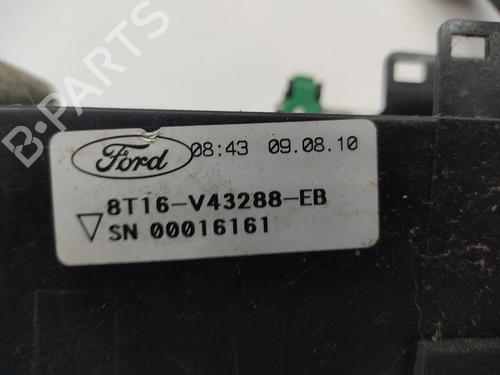 B-PARTS
Ford 08:43 09.08.10
8T16-V43288-EB
SN 00016161